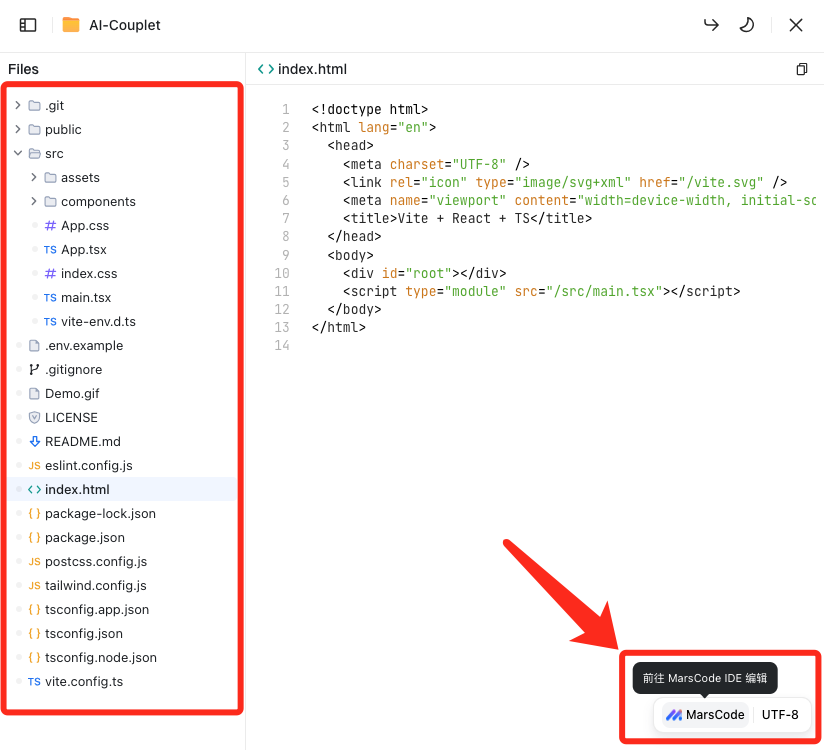 AI-Couplet
Files
.git
public
src
assets
components
# App.css
TS App.tsx
# index.css
TS main.tsx
TS vite-env.d.ts
.env.example
.gitignore
Demo.gif
LICENSE
README.md
JS eslint.config.js
<> index.html
{ } package-lock.json
{ } package.json
JS postcss.config.js
JS tailwind.config.js
{ } tsconfig.app.json
{ } tsconfig.json
{ } tsconfig.node.json
TS vite.config.ts
<> index.html
1 <!doctype html>
2 <html lang="en">
3 <head>
4 <meta charset="UTF-8" />
5 <link rel="icon" type="image/svg+xml" href="/vite.svg" />
6 <meta name="viewport" content="width=device-width, initial-sc
7 <title>Vite + React + TS</title>
8 </head>
9 <body>
10 <div id="root"></div>
11 <script type="module" src="/src/main.tsx"></script>
12 </body>
13 </html>
14
前往 MarsCode IDE 编辑
MarsCode UTF-8